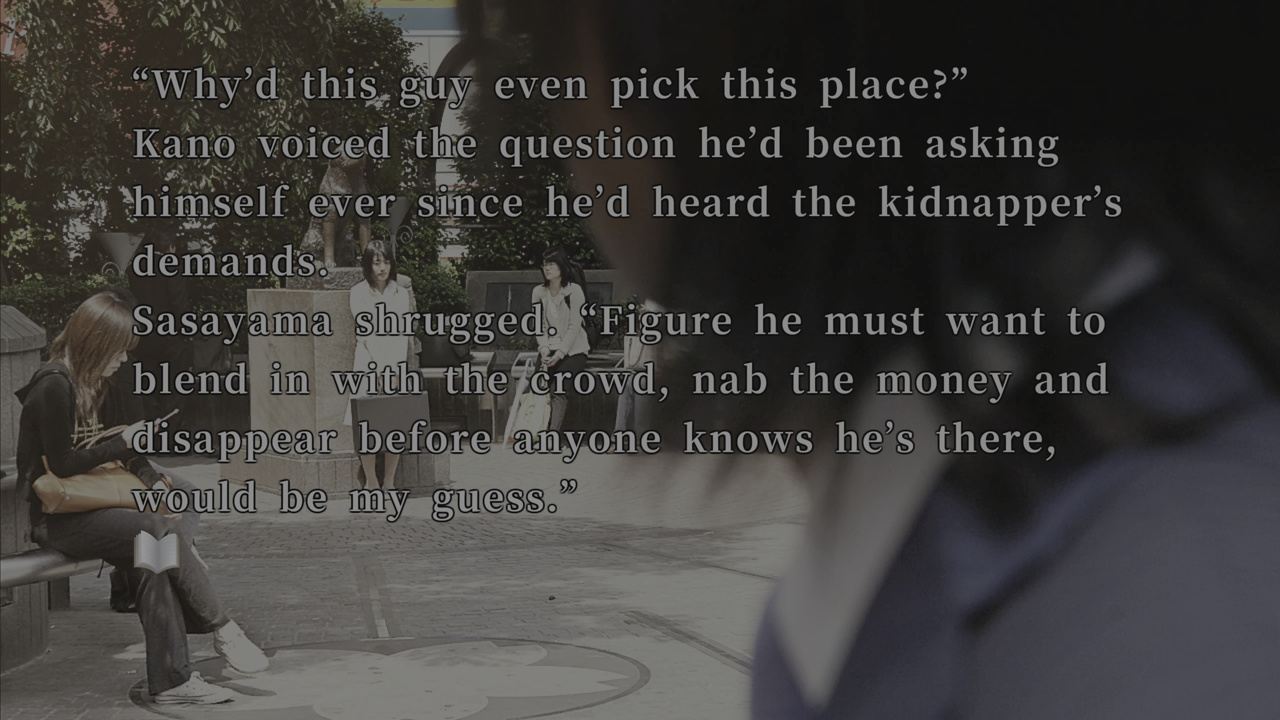 “Why’d this guy even pick this place?”
Kano voiced the question he’d been asking
himself ever since he’d heard the kidnapper’s
demands.
Sasayama shrugged. “Figure he must want to
blend in with the crowd, nab the money and
disappear before anyone knows he’s there,
would be my guess.”